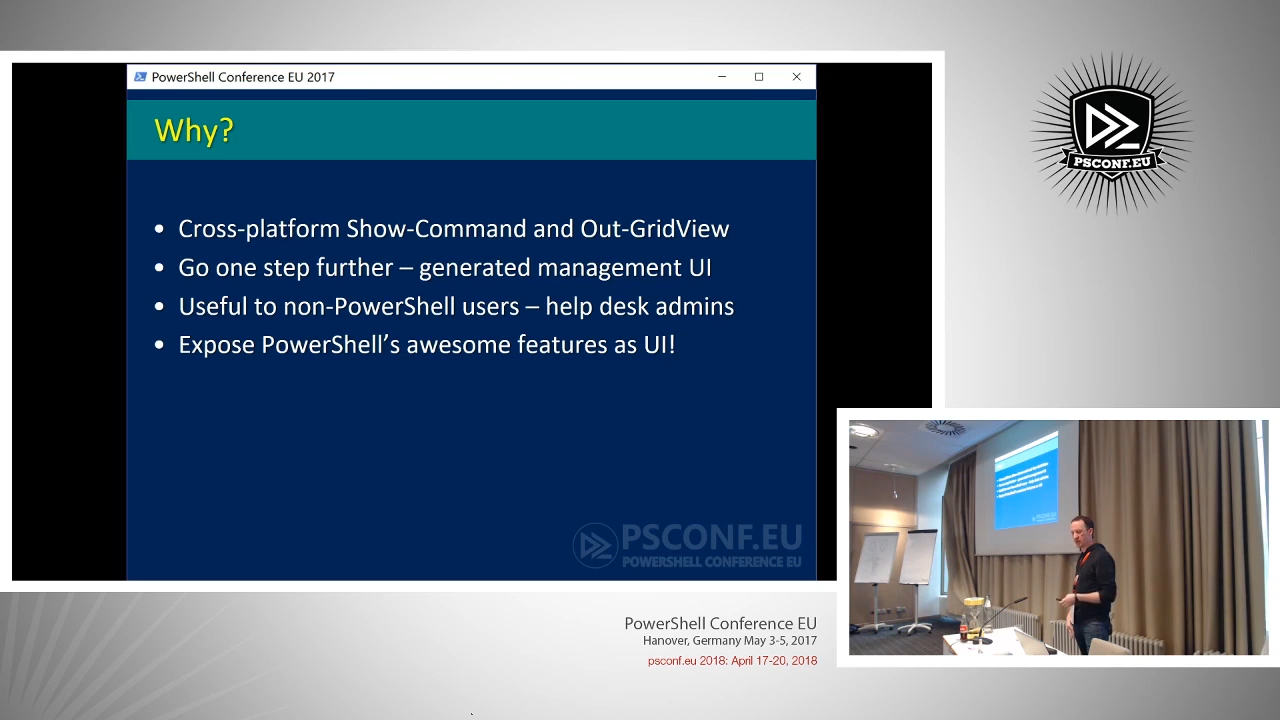 PowerShell Conference EU 2017
Why?
• Cross-platform Show-Command and Out-GridView
• Go one step further – generated management UI
• Useful to non-PowerShell users – help desk admins
• Expose PowerShell’s awesome features as UI!
PSCONF.EU
POWERSHELL CONFERENCE EU
PSCONF.EU
PowerShell Conference EU
Hanover, Germany May 3-5, 2017
psconf.eu 2018: April 17-20, 2018